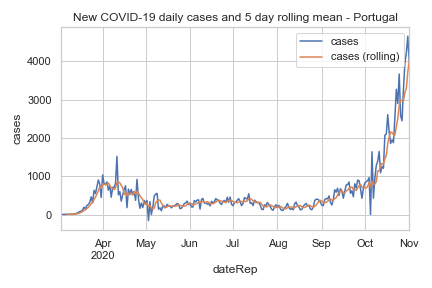 New COVID-19 daily cases and 5 day rolling mean - Portugal
cases
cases (rolling)
4000
3000
2000
1000
0
cases
Apr May Jun Jul Aug Sep Oct Nov
2020
dateRep